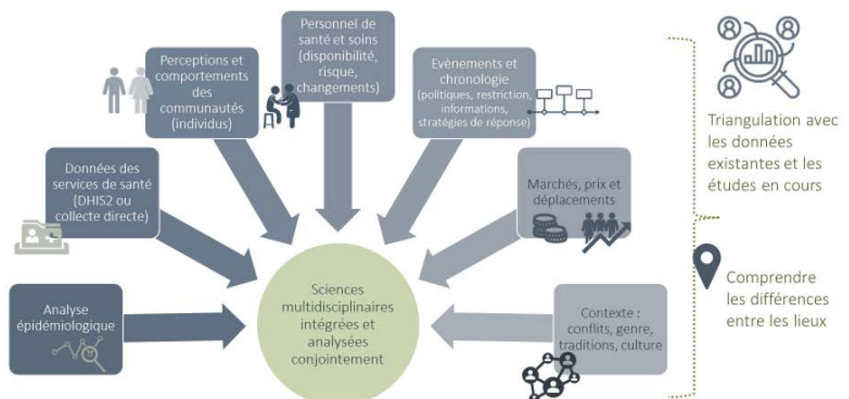 Personnel de
santé et soins
(disponibilité,
risque,
changements)
Perceptions et
comportements
des
communautés
(individus)
Evènements et
chronologie
(politiques, restriction,
informations,
stratégies de réponse)
Données des
services de santé
(DHIS2 ou
collecte directe)
Marchés, prix et
déplacements
Analyse
épidémiologique
Sciences
multidisciplinaires
intégrées et
analysées
conjointement
Contexte :
conflits, genre,
traditions, culture
Triangulation avec
les données
existantes et les
études en cours
Comprendre
les différences
entre les lieux